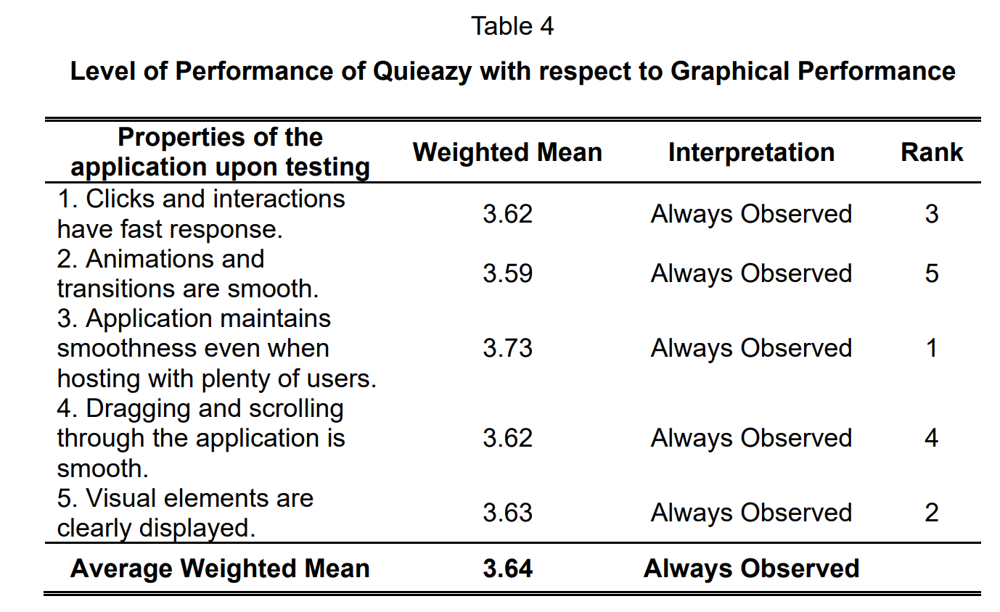 Table 4
Level of Performance of Quieazy with respect to Graphical Performance
Properties of the application upon testing Weighted Mean Interpretation Rank
1. Clicks and interactions
have fast response. 3.62 Always Observed 3
2. Animations and
transitions are smooth. 3.59 Always Observed 5
3. Application maintains
smoothness even when 3.73 Always Observed 1
hosting with plenty of users.
4. Dragging and scrolling
through the application is 3.62 Always Observed 4
smooth.
5. Visual elements are
clearly displayed. 3.63 Always Observed 2
Average Weighted Mean 3.64 Always Observed